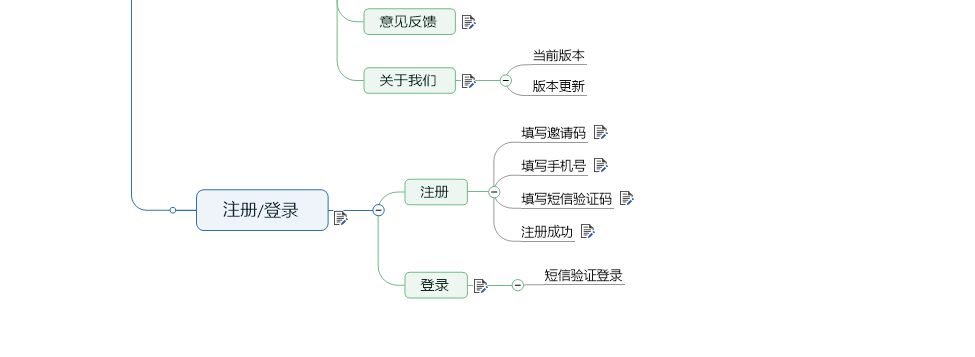 意见反馈
关于我们
当前版本
版本更新
注册/登录
注册
填写邀请码
填写手机号
填写短信验证码
注册成功
登录
短信验证登录